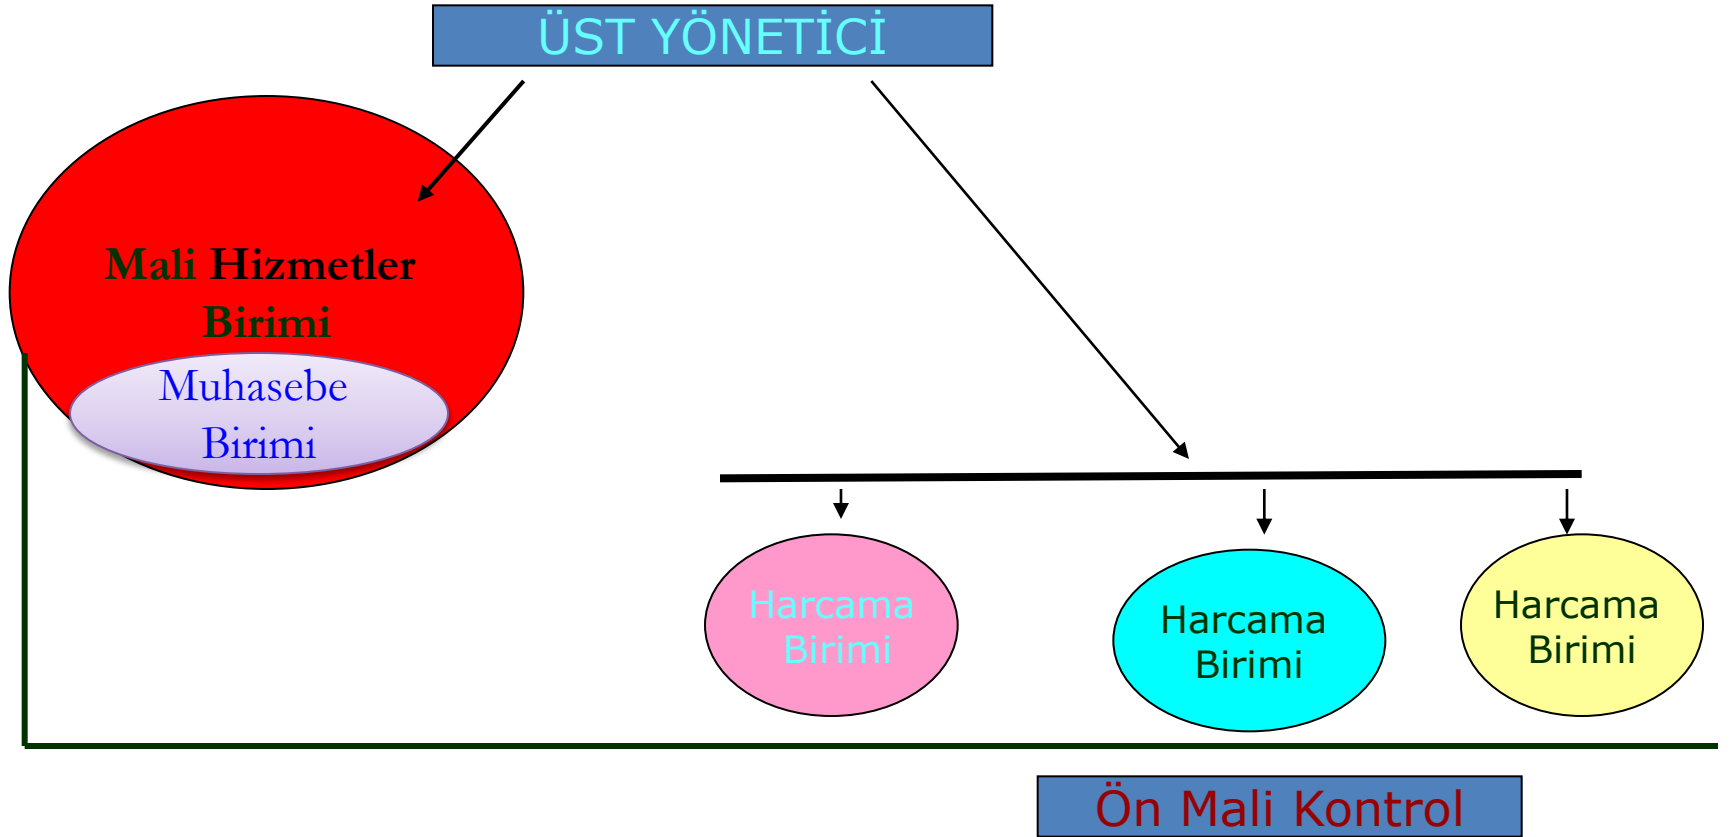 ÜST YÖNETİCİ
Mali Hizmetler
Birimi
Muhasebe
Birimi
Harcama
Birimi
Harcama
Birimi
Harcama
Birimi
Ön Mali Kontrol